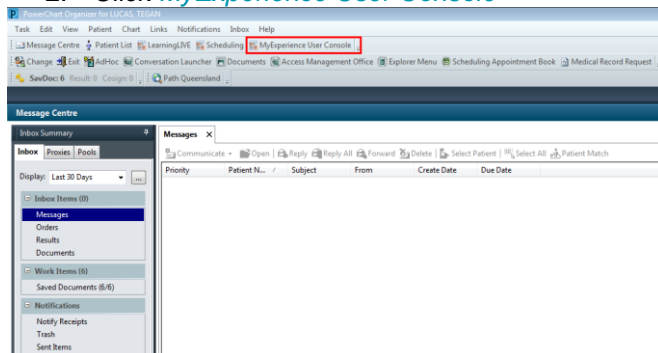 2. Click MyExperience User Console
PowerChart Organizer for LUCAS, TEGAN
Task Edit View Patient Chart Links Notifications Inbox Help
Message Centre Patient List LearningLIVE Scheduling MyExperience User Console
Change Exit AdHoc Conversation Launcher Documents Access Management Office Explorer Menu Scheduling Appointment Book Medical Record Request
SavDoc: 6 Result: 0 Cosign: 0 Path Queensland
Message Centre
Inbox Summary
Messages X
Inbox Proxies Pools
Communicate Open Reply Reply All Forward Delete Select Patient Select All Patient Match
Display: Last 30 Days ...
Priority Patient N... / Subject From Create Date Due Date
Inbox Items (0)
Messages
Orders
Results
Documents
Work Items (6)
Saved Documents (6/6)
Notifications
Notify Receipts
Trash
Sent Items